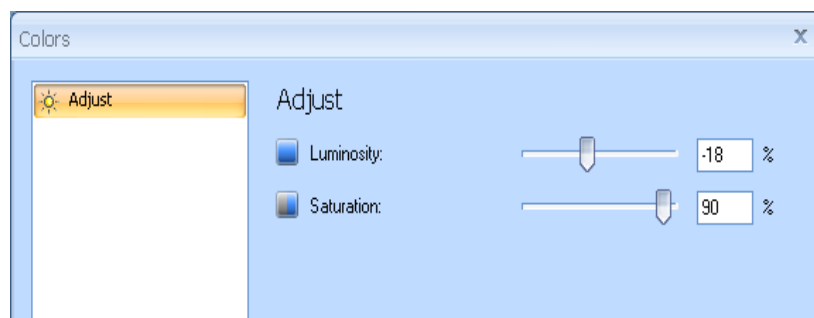 Colors
x
Adjust
Adjust
Luminosity: -18 %
Saturation: 90 %